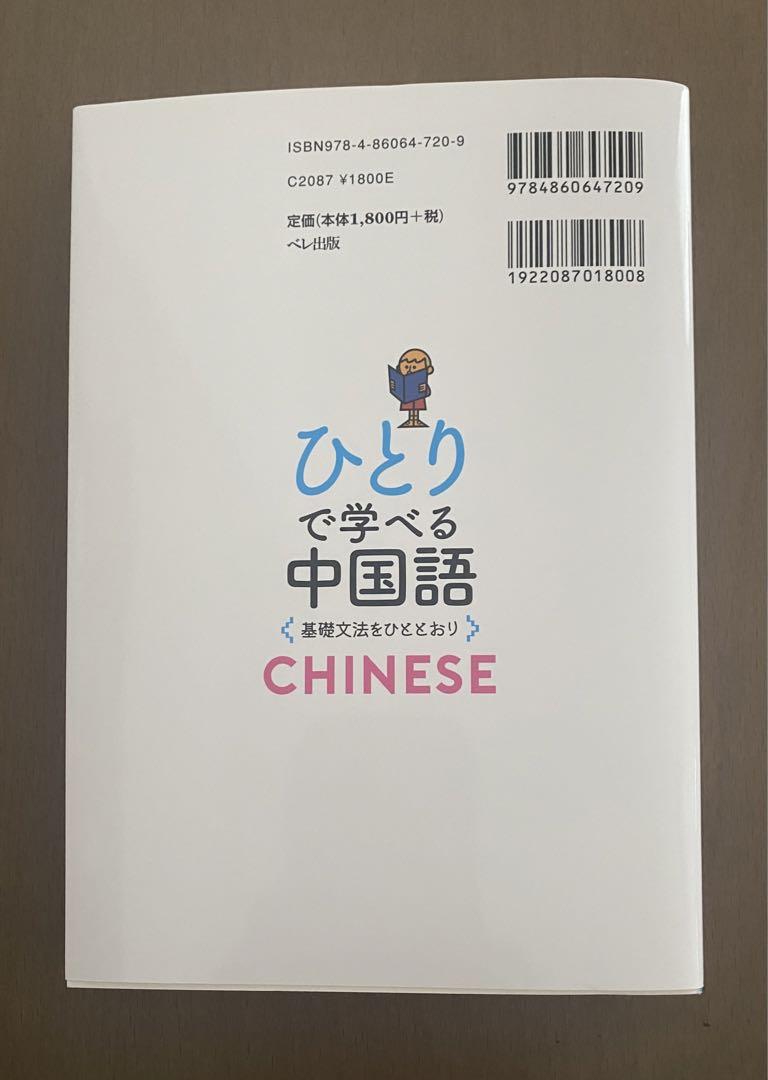 ISBN978-4-86064-720-9
C2087 ¥1800E
定価(本体1,800円+税)
ベレ出版
9784860647209
1922087018008
ひとり
で学べる
中国語
基礎文法をひととおり
CHINESE